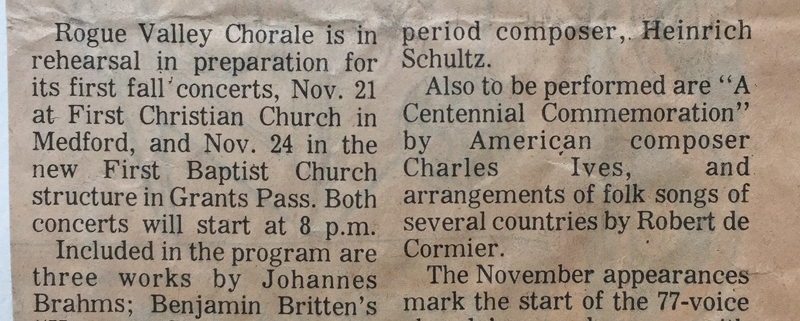 Rogue Valley Chorale is in
rehearsal in preparation for
its first fall concerts, Nov. 21
at First Christian Church in
Medford, and Nov. 24 in the
new First Baptist Church
structure in Grants Pass. Both
concerts will start at 8 p.m.
Included in the program are
three works by Johannes
Brahms; Benjamin Britten's
period composer, Heinrich
Schultz.
Also to be performed are "A
Centennial Commemoration"
by American composer
Charles Ives, and
arrangements of folk songs of
several countries by Robert de
Cormier.
The November appearances
mark the start of the 77-voice